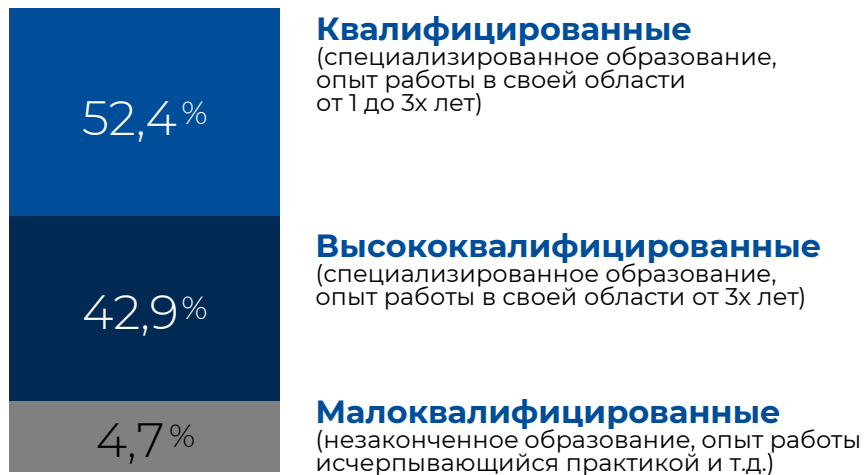 52,4%
Квалифицированные
(специализированное образование,
опыт работы в своей области
от 1 до 3х лет)
42,9%
Высококвалифицированные
(специализированное образование,
опыт работы в своей области от 3х лет)
4,7%
Малоквалифицированные
(незаконченное образование, опыт работы
исчерпывающийся практикой и т.д.)